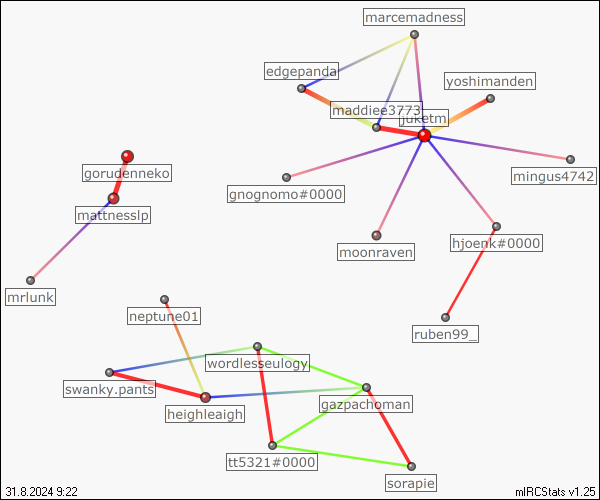 marcemadness
edgepanda
yoshimanden
maddiee3773
juketm
gorudenneko
mingus4742
gnognomo#0000
mattnesslp
hjoenk#0000
moonraven
mrlunk
neptune01
ruben99_
wordlesseulogy
swanky.pants
gazpachoman
heighleaigh
tt5321#0000
sorapie
31.8.2024 9:22
mIRCStats v1.25